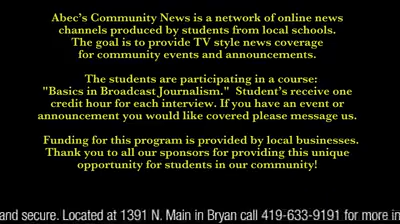 Abec's Community News is a network of online news
channels produced by students from local schools.
The goal is to provide TV style news coverage
for community events and announcements.
The students are participating in a course:
"Basics in Broadcast Journalism." Student's receive one
credit hour for each interview. If you have an event or
announcement you would like covered please message us.
Funding for this program is provided by local businesses.
Thank you to all our sponsors for providing this unique
opportunity for students in our community!
and secure. Located at 1391 N. Main in Bryan call 419-633-9191 for more in